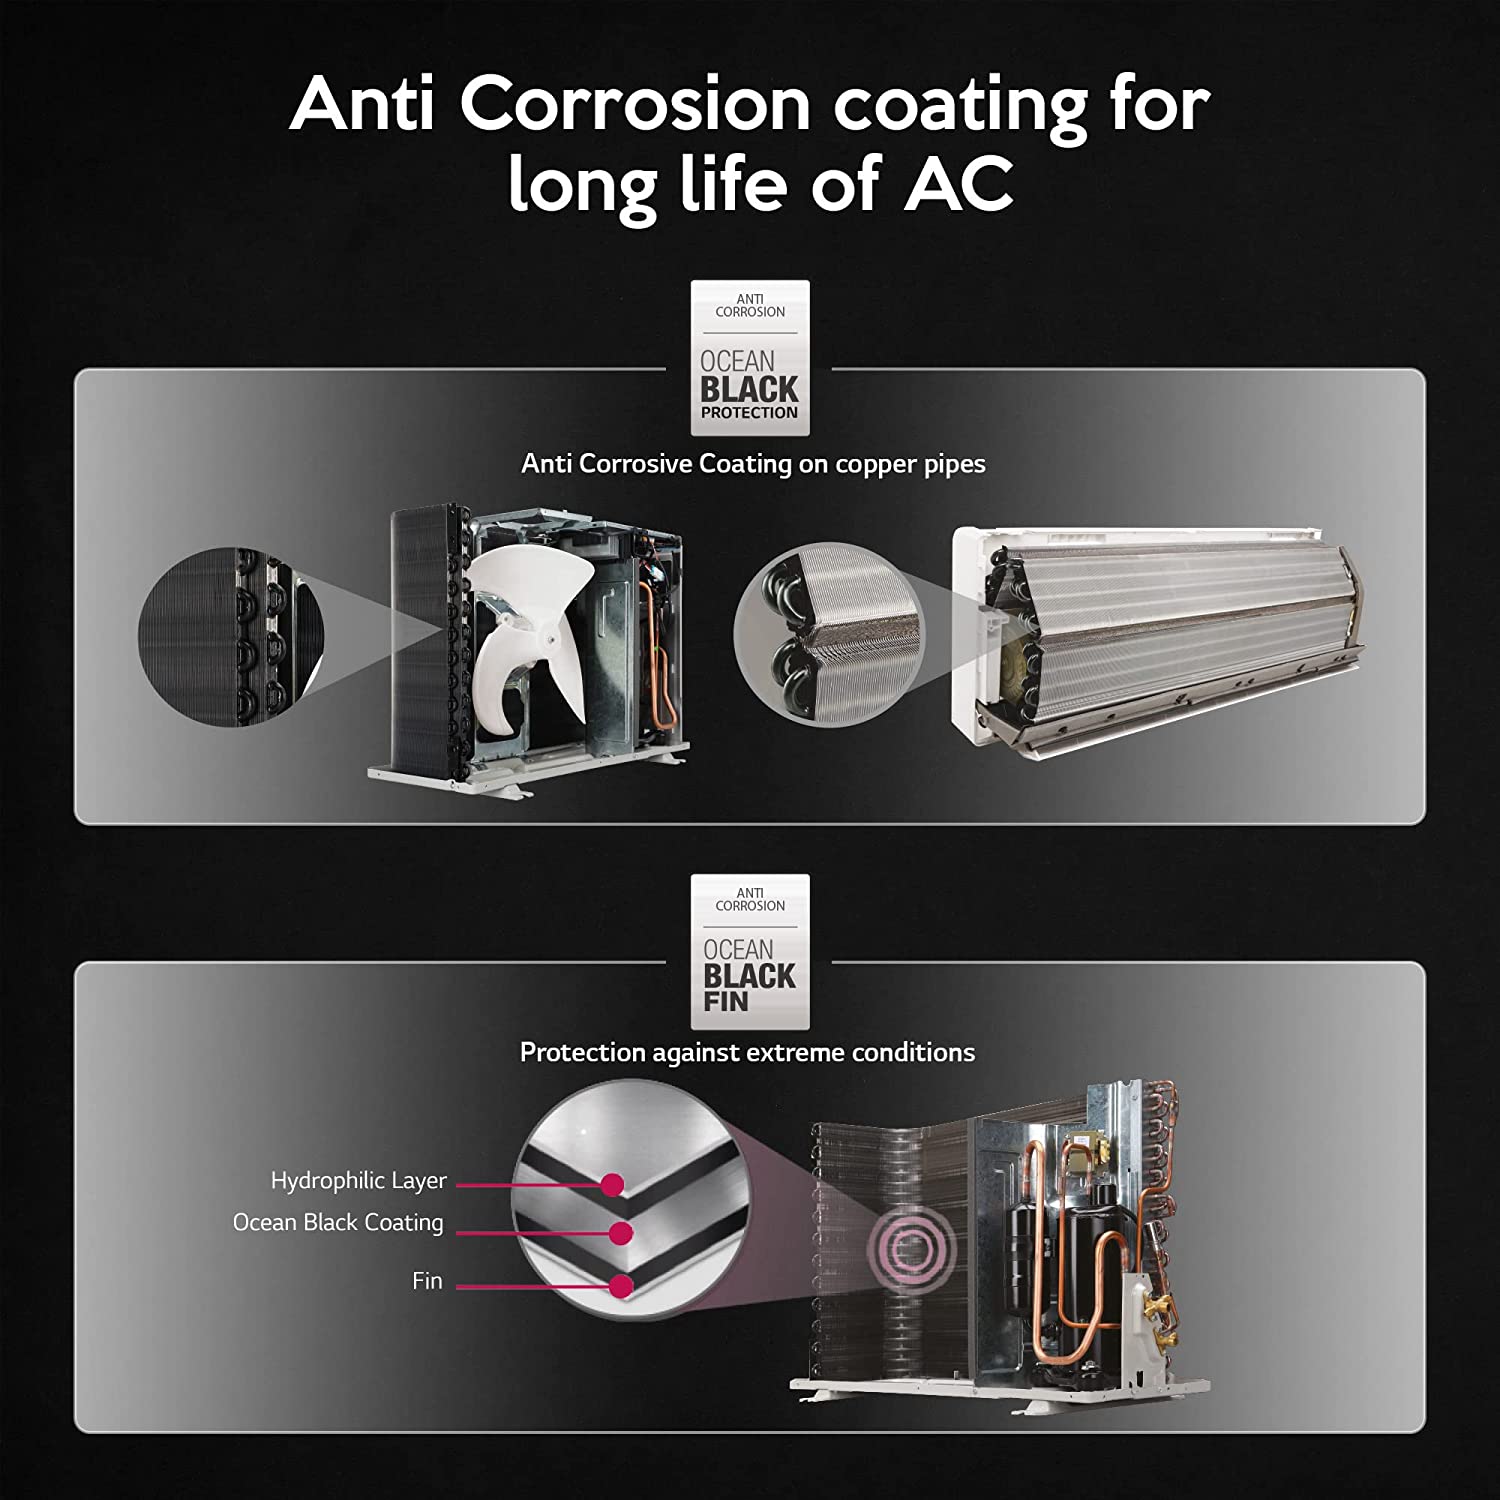 Anti Corrosion coating for
long life of AC
ANTI
CORROSION
OCEAN
BLACK
PROTECTION
Anti Corrosive Coating on copper pipes
ANTI
CORROSION
OCEAN
BLACK
FIN
Protection against extreme conditions
Hydrophilic Layer
Ocean Black Coating
Fin